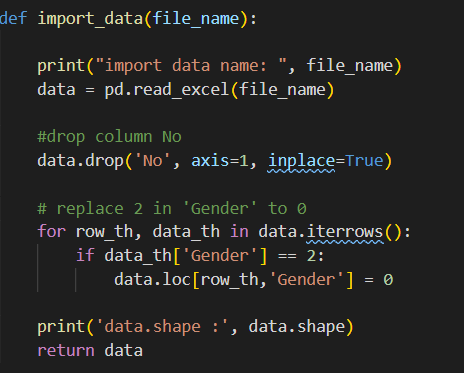 def import_data(file_name):
print("import data name: ", file_name)
data = pd.read_excel(file_name)
#drop column No
data.drop('No', axis=1, inplace=True)
# replace 2 in 'Gender' to 0
for row_th, data_th in data.iterrows():
if data_th['Gender'] == 2:
data.loc[row_th,'Gender'] = 0
print('data.shape :', data.shape)
return data